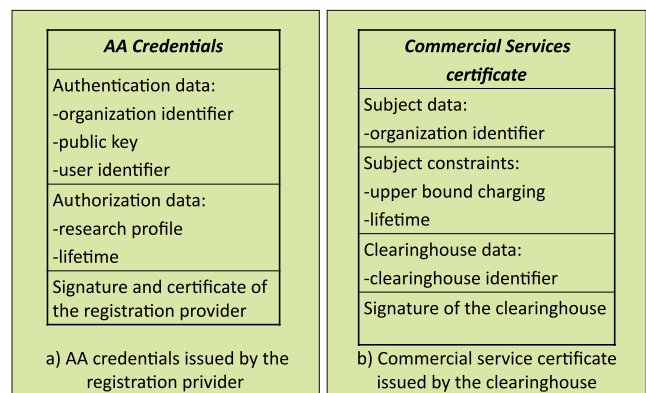 AA Credentials
Authentication data:
-organization identifier
-public key
-user identifier
Authorization data:
-research profile
-lifetime
Signature and certificate of
the registration provider
a) AA credentials issued by the
registration privider
Commercial Services
certificate
Subject data:
-organization identifier
Subject constraints:
-upper bound charging
-lifetime
Clearinghouse data:
-clearinghouse identifier
Signature of the clearinghouse
b) Commercial service certificate
issued by the clearinghouse